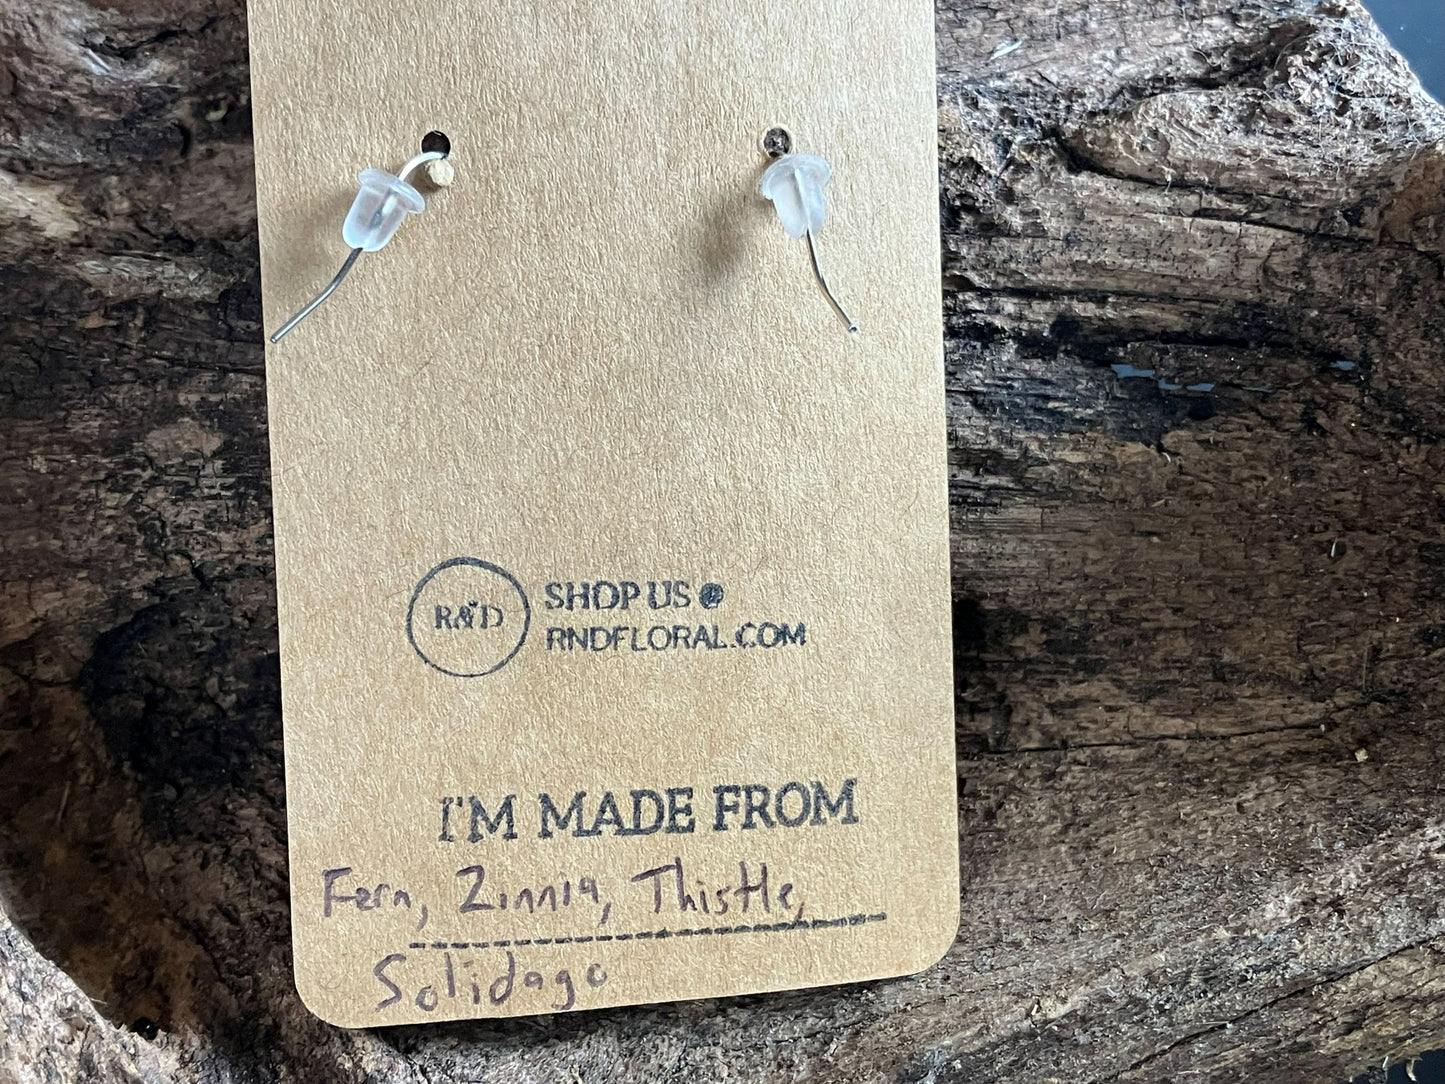 R&D
SHOP US @
RNDFLORAL.COM
I'M MADE FROM
Fern, Zinnia, Thistle,
Solidago